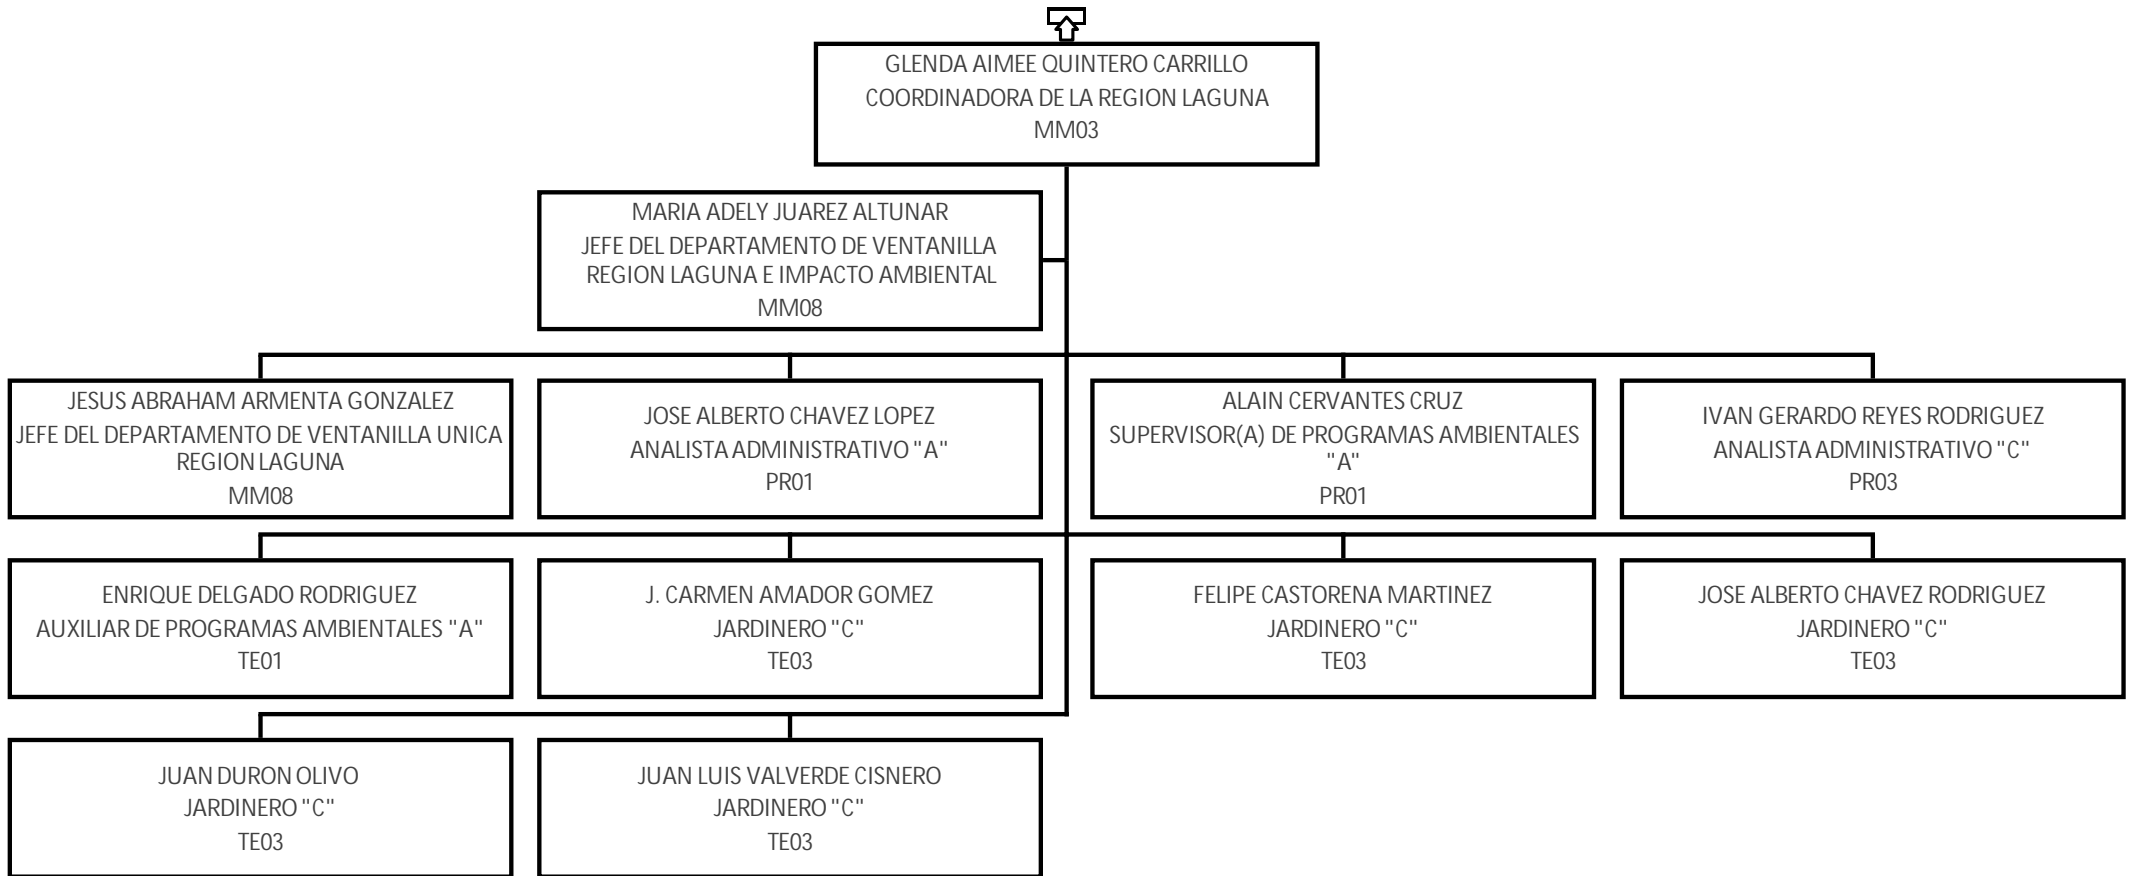 GLENDA AIMEE QUINTERO CARRILLO
COORDINADORA DE LA REGION LAGUNA
MM03
MARIA ADELY JUAREZ ALTUNAR
JEFE DEL DEPARTAMENTO DE VENTANILLA
REGION LAGUNA E IMPACTO AMBIENTAL
MM08
JESUS ABRAHAM ARMENTA GONZALEZ
JEFE DEL DEPARTAMENTO DE VENTANILLA UNICA
REGION LAGUNA
MM08
JOSE ALBERTO CHAVEZ LOPEZ
ANALISTA ADMINISTRATIVO "A"
PR01
ALAIN CERVANTES CRUZ
SUPERVISOR(A) DE PROGRAMAS AMBIENTALES
"A"
PR01
IVAN GERARDO REYES RODRIGUEZ
ANALISTA ADMINISTRATIVO "C"
PR03
ENRIQUE DELGADO RODRIGUEZ
AUXILIAR DE PROGRAMAS AMBIENTALES "A"
TE01
J. CARMEN AMADOR GOMEZ
JARDINERO "C"
TE03
FELIPE CASTORENA MARTINEZ
JARDINERO "C"
TE03
JOSE ALBERTO CHAVEZ RODRIGUEZ
JARDINERO "C"
TE03
JUAN DURON OLIVO
JARDINERO "C"
TE03
JUAN LUIS VALVERDE CISNERO
JARDINERO "C"
TE03